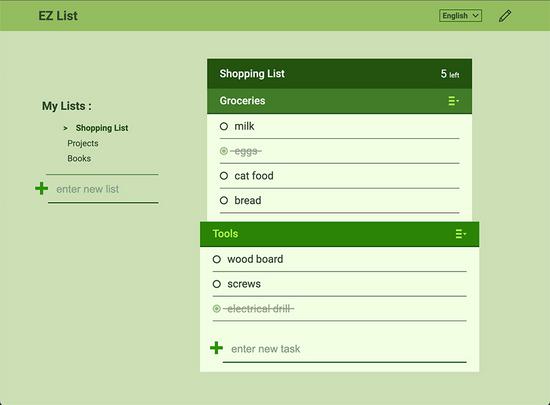 EZ List
English
My Lists :
> Shopping List
Projects
Books
enter new list
Shopping List
5 left
Groceries
milk
eggs
cat food
bread
Tools
wood board
screws
electrical drill
enter new task